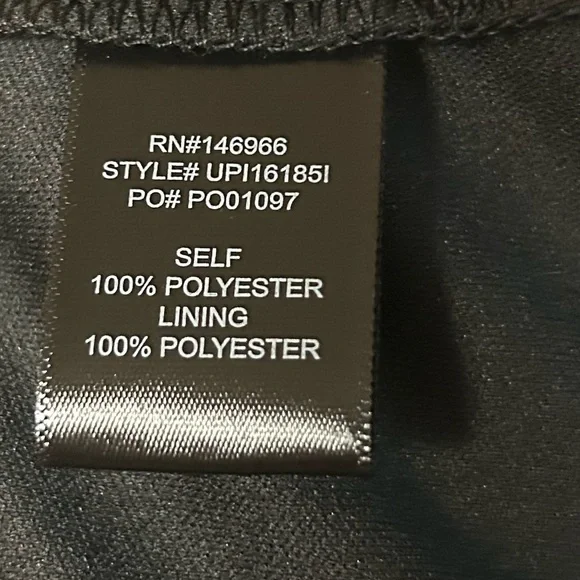 RN#146966
STYLE# UPI16185I
PO# PO01097
SELF
100% POLYESTER
LINING
100% POLYESTER